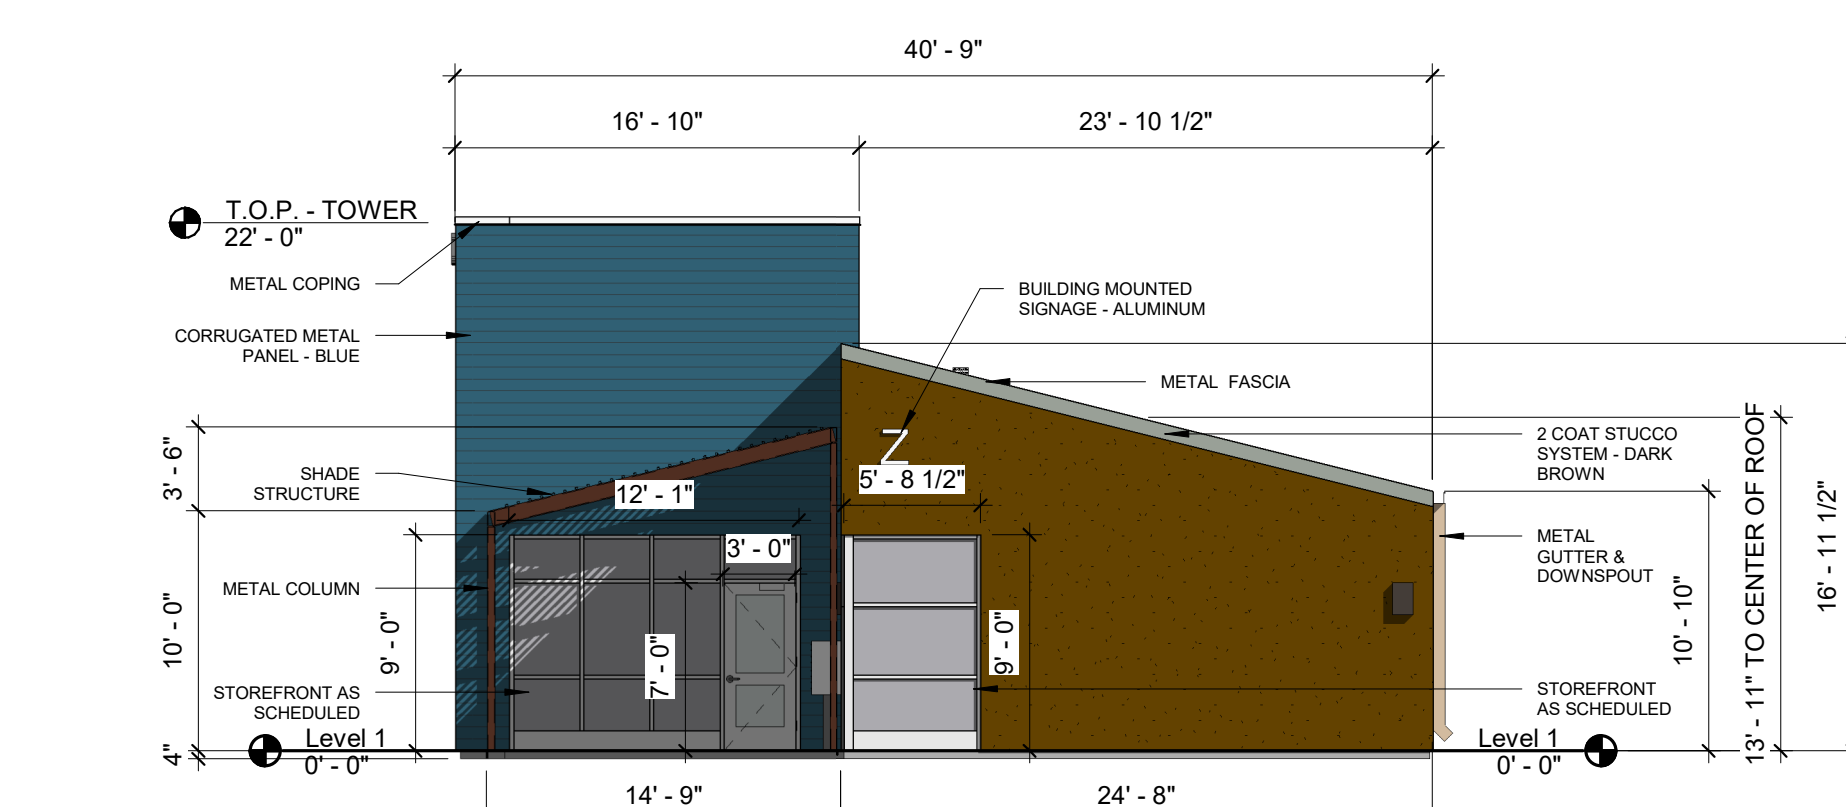 40' - 9"
16' - 10"
23' - 10 1/2"
T.O.P. - TOWER
22' - 0"
METAL COPING
CORRUGATED METAL
PANEL - BLUE
BUILDING MOUNTED
SIGNAGE - ALUMINUM
METAL FASCIA
2 COAT STUCCO
SYSTEM - DARK
BROWN
3' - 6"
SHADE
STRUCTURE
12' - 1"
Z
5' - 8 1/2"
3' - 0"
METAL
GUTTER &
DOWNSPOUT
METAL COLUMN
10' - 0"
9' - 0"
7' - 0"
9' - 0"
10' - 10"
13' - 11" TO CENTER OF ROOF
16' - 11 1/2"
STOREFRONT AS
SCHEDULED
STOREFRONT
AS SCHEDULED
Level 1
0' - 0"
4"
Level 1
0' - 0"
14' - 9"
24' - 8"